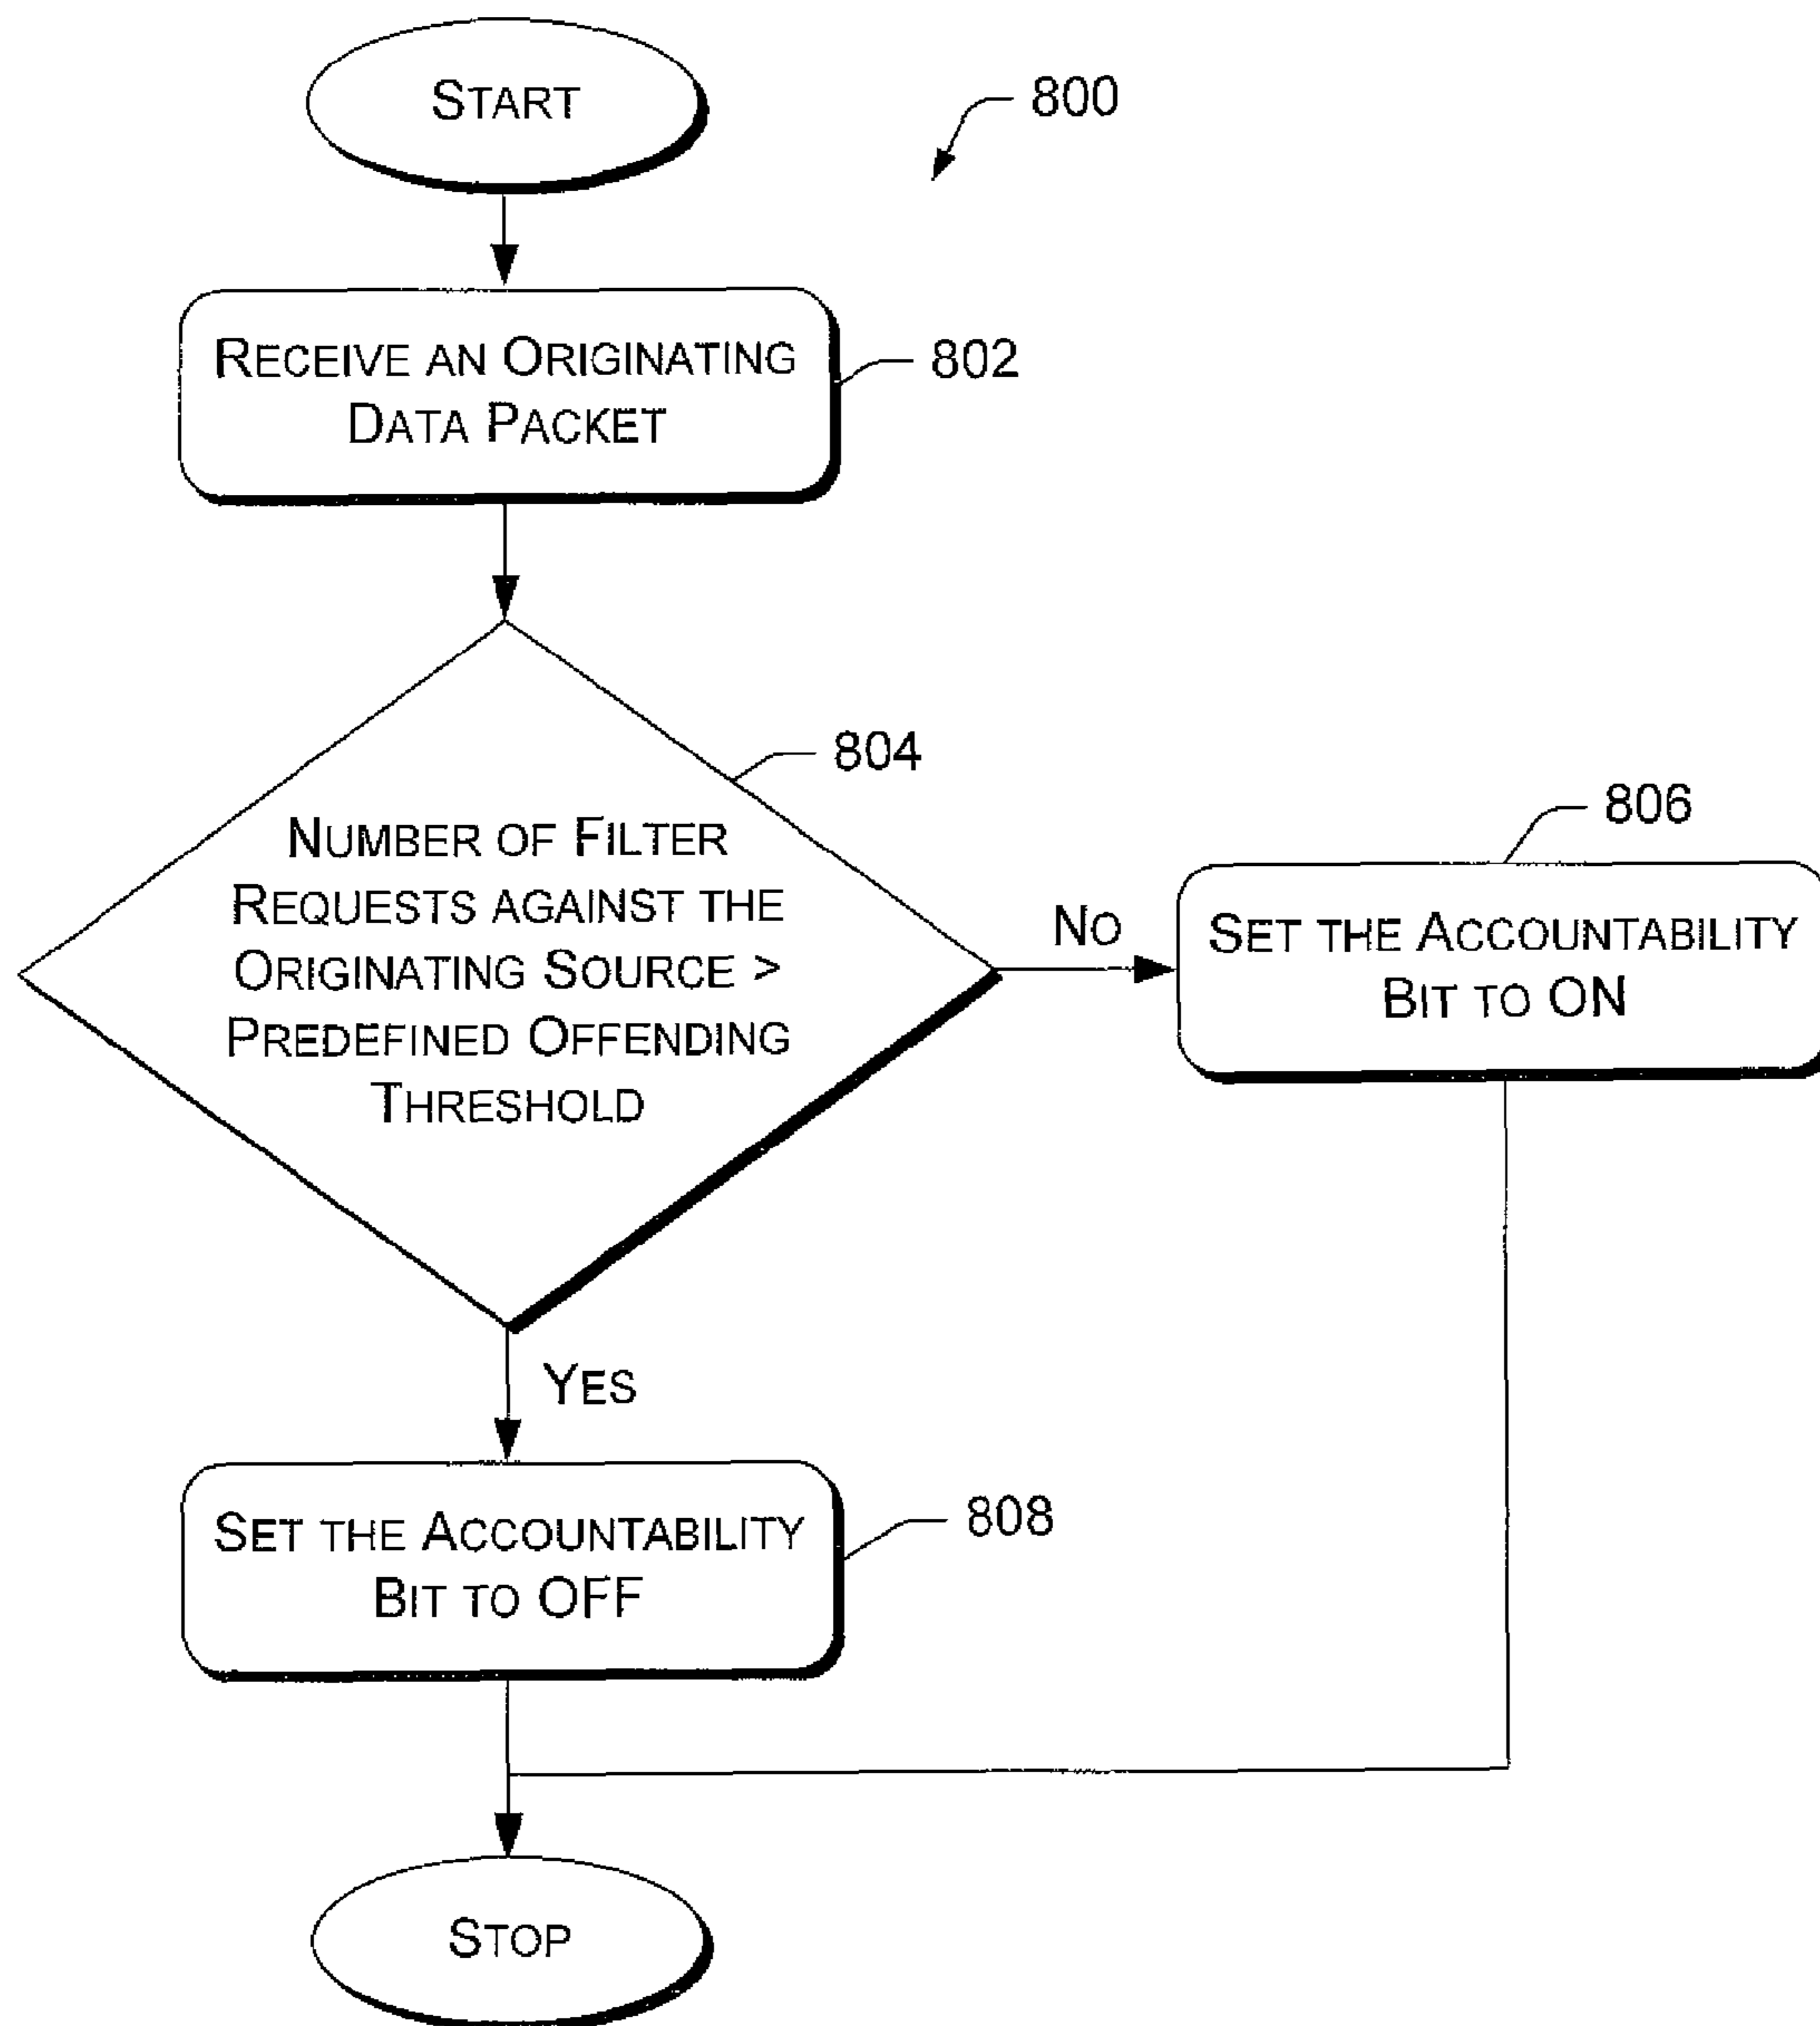 START
800
RECEIVE AN ORIGINATING
DATA PACKET
802
804
NUMBER OF FILTER
REQUESTS AGAINST THE
ORIGINATING SOURCE >
PREDEFINED OFFENDING
THRESHOLD
NO
806
SET THE ACCOUNTABILITY
BIT TO ON
YES
SET THE ACCOUNTABILITY
BIT TO OFF
808
STOP